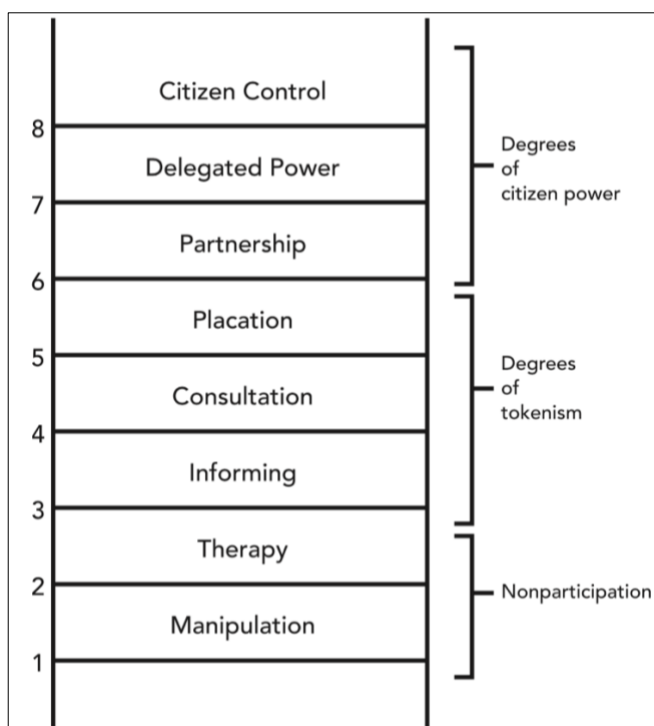 Citizen Control
8
Delegated Power
7
Partnership
6
Placation
5
Consultation
4
Informing
3
Therapy
2
Manipulation
1
Degrees
of
citizen power
Degrees
of
tokenism
Nonparticipation